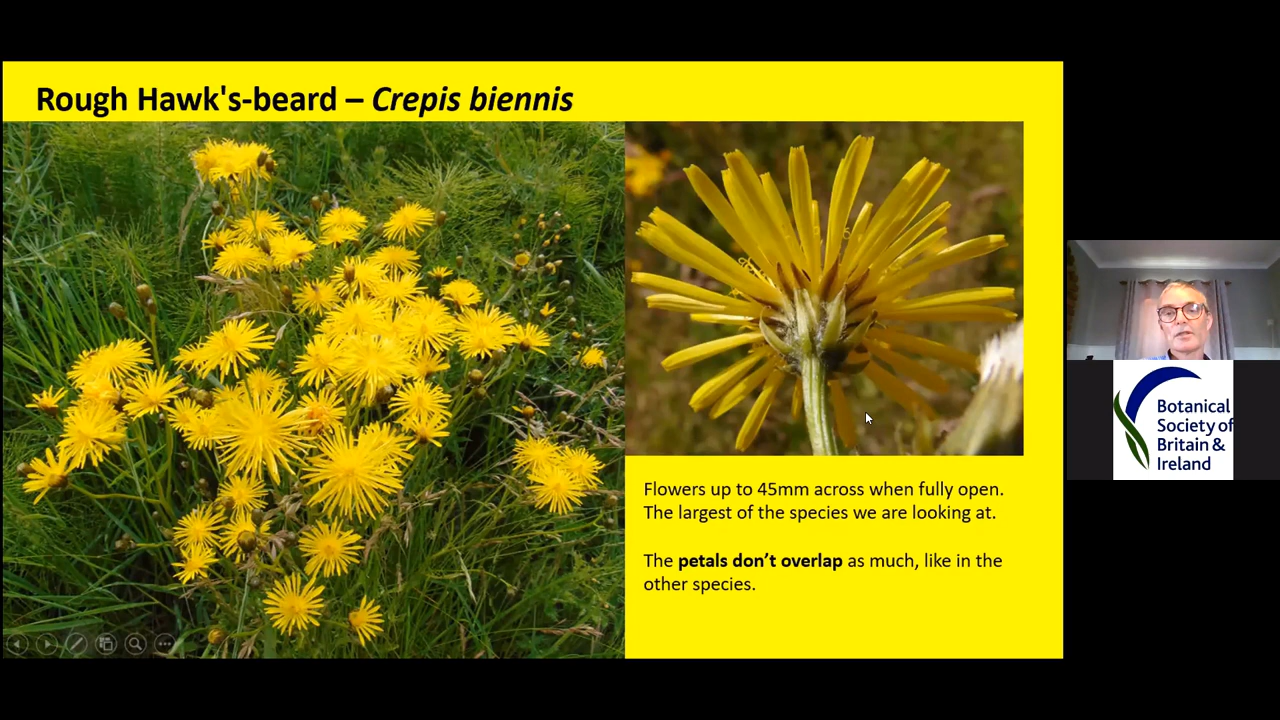 Rough Hawk's-beard – Crepis biennis
Flowers up to 45mm across when fully open.
The largest of the species we are looking at.
The petals don’t overlap as much, like in the
other species.
Botanical
Society of
Britain &
Ireland